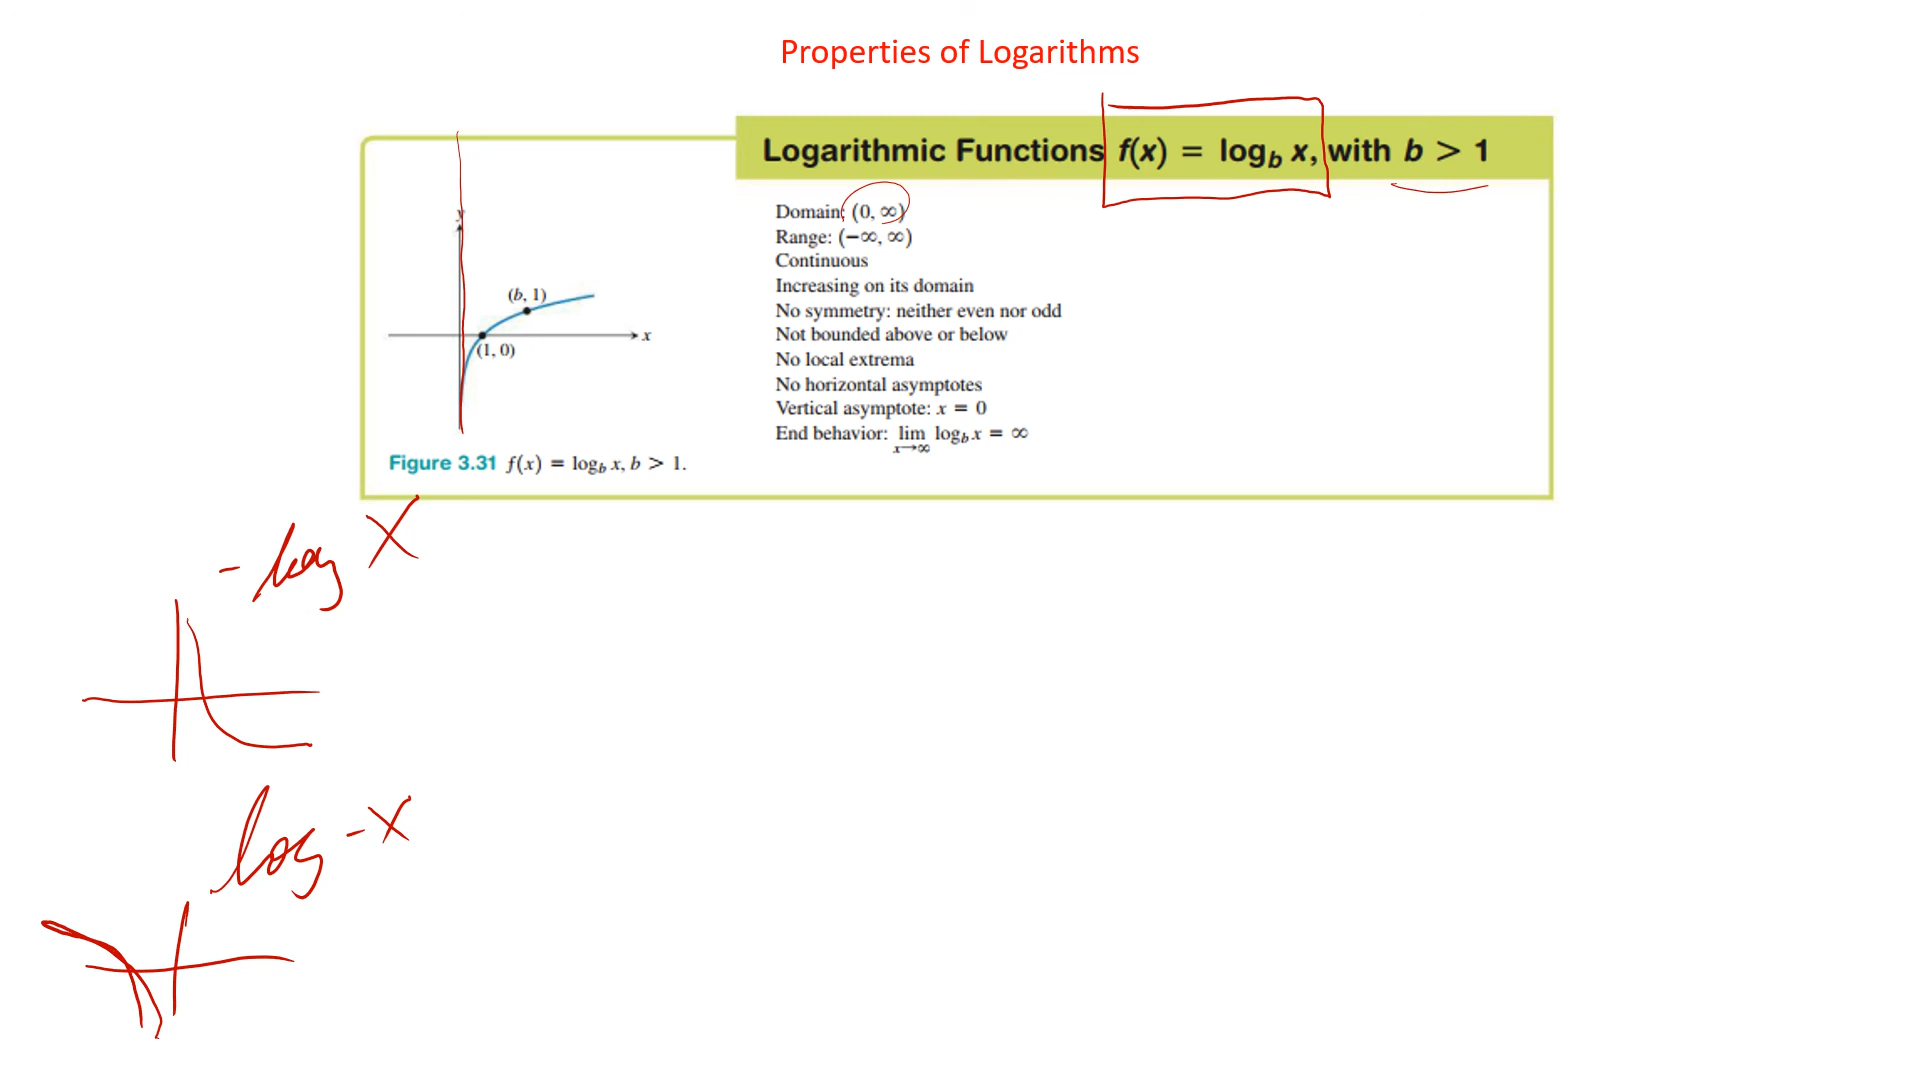 Properties of Logarithms
Logarithmic Functions f(x) = log_b x, with b > 1
y
(b, 1)
x
(1, 0)
Figure 3.31 f(x) = log_b x, b > 1.
Domain: (0, ∞)
Range: (−∞, ∞)
Continuous
Increasing on its domain
No symmetry: neither even nor odd
Not bounded above or below
No local extrema
No horizontal asymptotes
Vertical asymptote: x = 0
End behavior: lim log_b x = ∞
x→∞
- log x
log -x